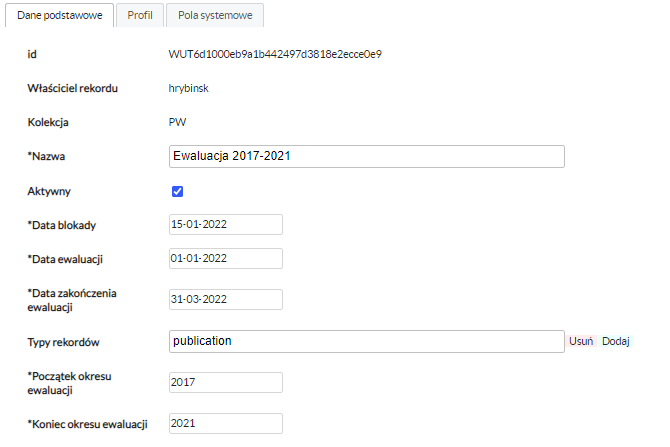 Dane podstawowe Profil Pola systemowe
id WUT6d1000eb9a1b442497d3818e2ecce0e9
Właściciel rekordu hrybinsk
Kolekcja PW
*Nazwa Ewaluacja 2017-2021
Aktywny
*Data blokady 15-01-2022
*Data ewaluacji 01-01-2022
*Data zakończenia
ewaluacji 31-03-2022
Typy rekordów publication Usuń Dodaj
*Początek okresu
ewaluacji 2017
*Koniec okresu ewaluacji 2021